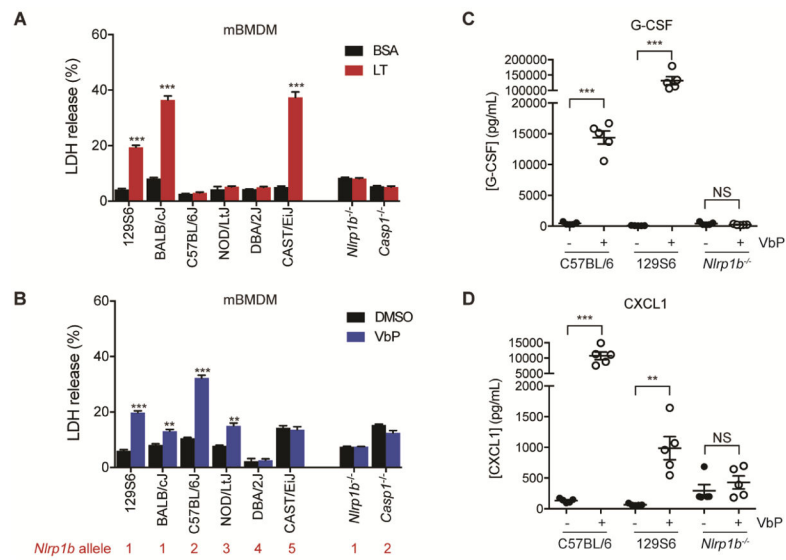 A
mBMDM
LDH release (%)
60
40
20
0
BSA
LT
***
***
***
129S6
BALB/cJ
C57BL/6J
NOD/LtJ
DBA/2J
CAST/EiJ
Nlrp1b-/-
Casp1-/-
B
mBMDM
LDH release (%)
60
40
20
0
DMSO
VbP
***
**
***
**
129S6
BALB/cJ
C57BL/6J
NOD/LtJ
DBA/2J
CAST/EiJ
Nlrp1b-/-
Casp1-/-
Nlrp1b allele 1 1 2 3 4 5 1 2
C
G-CSF
[G-CSF] (pg/mL)
200000
150000
100000
50000
20000
15000
10000
5000
0
***
***
NS
- + - + - + VbP
C57BL/6 129S6 Nlrp1b-/-
D
CXCL1
[CXCL1] (pg/mL)
15000
10000
5000
2000
1500
1000
500
0
***
**
NS
- + - + - + VbP
C57BL/6 129S6 Nlrp1b-/-